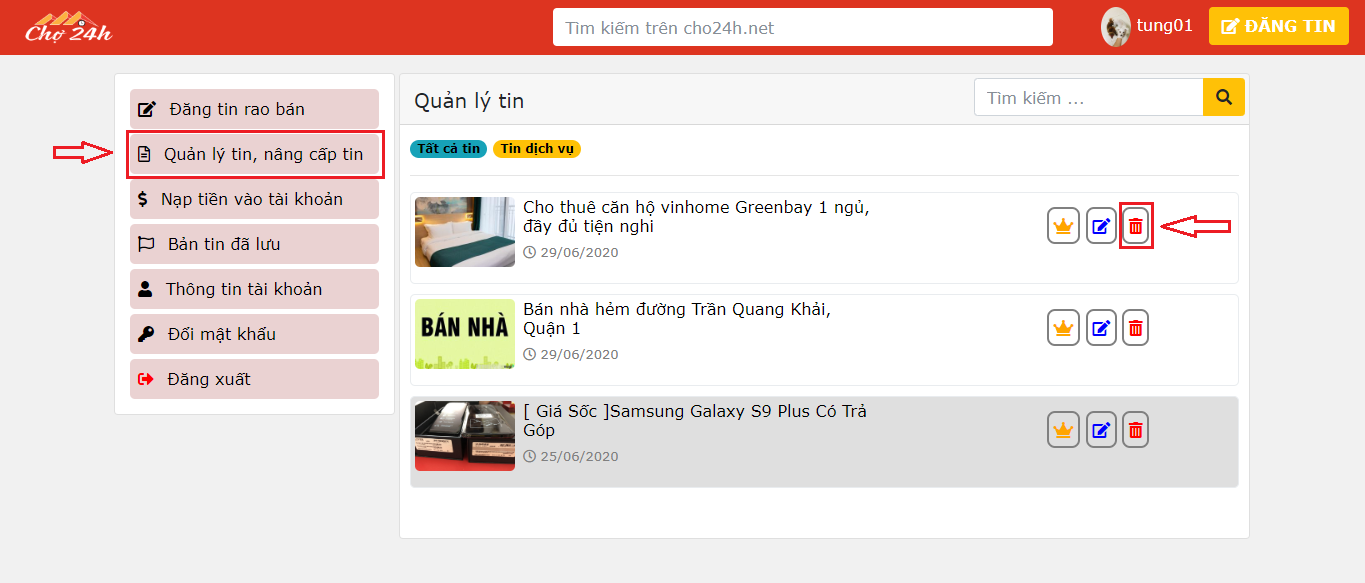 Chợ 24h
Tìm kiếm trên cho24h.net
tung01
ĐĂNG TIN
Đăng tin rao bán
Quản lý tin, nâng cấp tin
Nạp tiền vào tài khoản
Bản tin đã lưu
Thông tin tài khoản
Đổi mật khẩu
Đăng xuất
Quản lý tin
Tìm kiếm ...
Tất cả tin
Tin dịch vụ
Cho thuê căn hộ vinhome Greenbay 1 ngủ,
đầy đủ tiện nghi
29/06/2020
BÁN NHÀ
Bán nhà hẻm đường Trần Quang Khải,
Quận 1
29/06/2020
[ Giá Sốc ]Samsung Galaxy S9 Plus Có Trả
Góp
25/06/2020